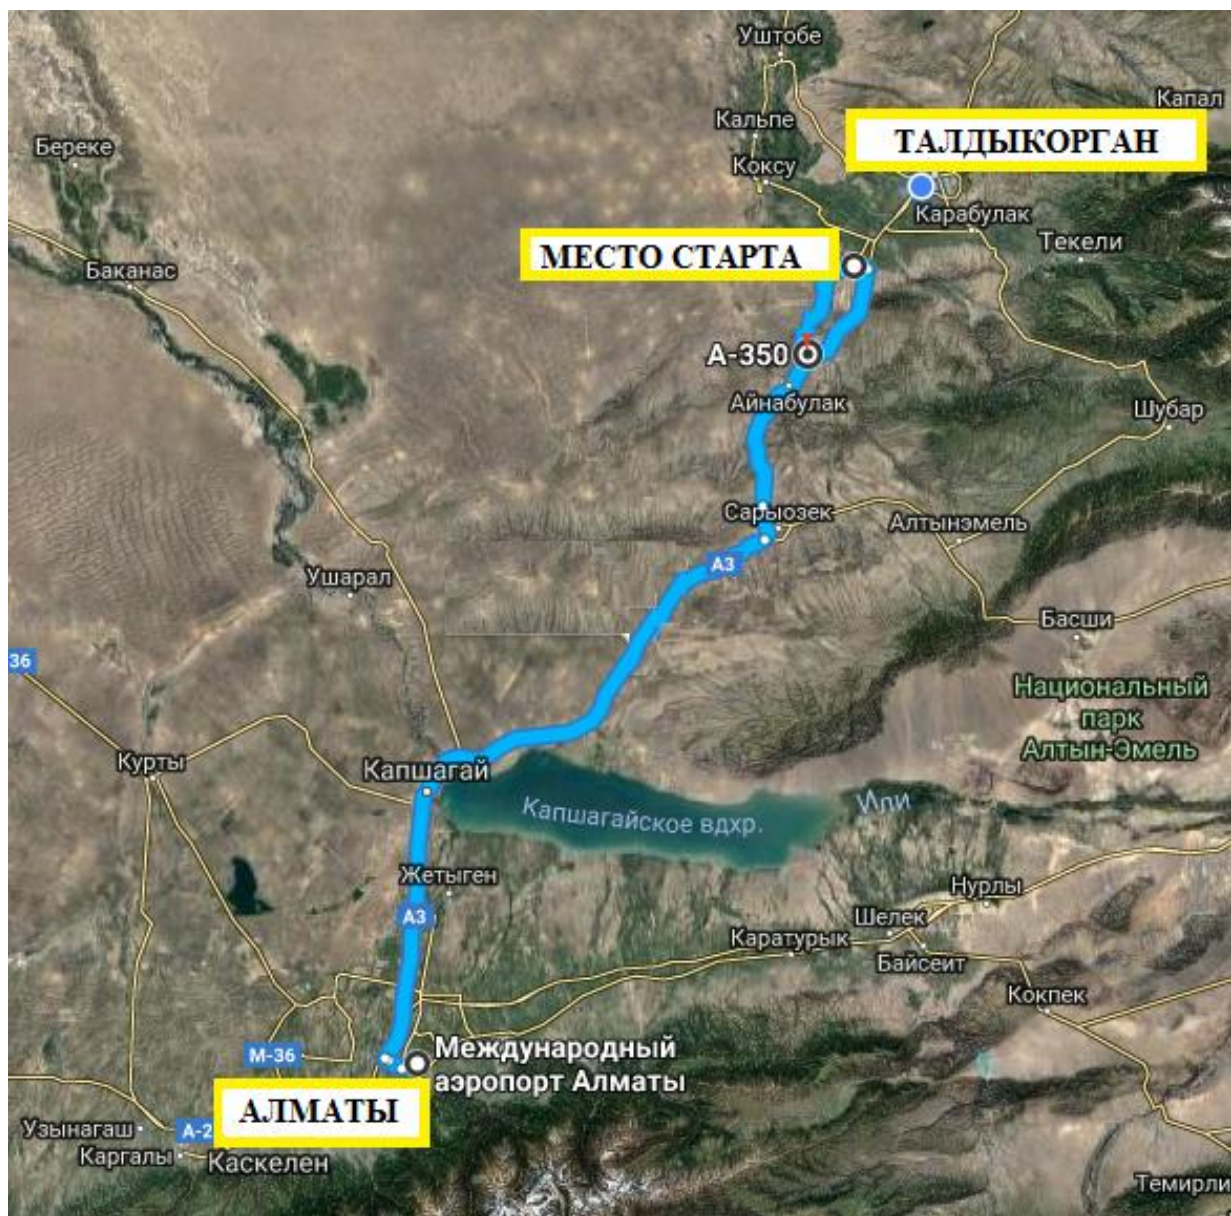 Уштобе
Капал
Кальпе
ТАЛДЫКОРГАН
Береке
Коксу
Карабулак
МЕСТО СТАРТА
Текели
Баканас
А-350
Айнабулак
Шубар
Сарыозек
Алтынэмель
А3
Ушарал
Басши
36
Национальный
парк
Алтын-Эмель
Курты
Капшагай
Капшагайское вдхр.
Или
Жетыген
Нурлы
А3
Шелек
Каратурык
Байсеит
Кокпек
М-36
Международный
аэропорт Алматы
АЛМАТЫ
Узынагаш
А-2
Каргалы
Каскелен
Темирли